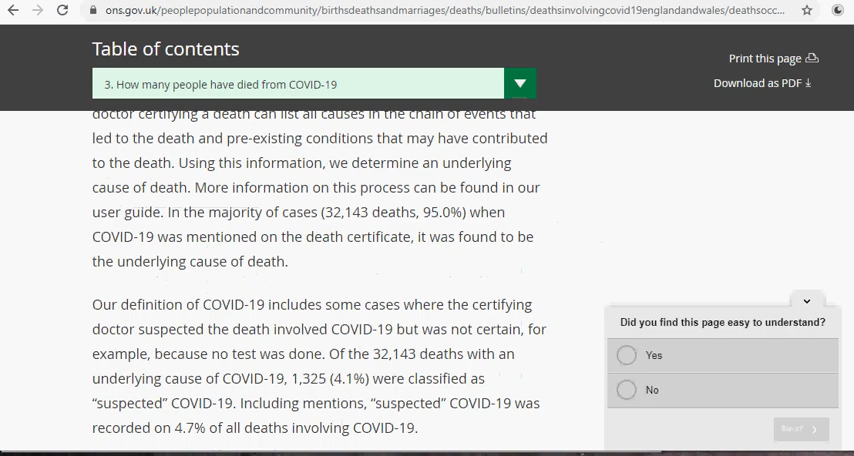 ons.gov.uk/peoplepopulationandcommunity/birthsdeathsandmarriages/deaths/bulletins/deathsinvolvingcovid19englandandwales/deathsocc...
Table of contents
3. How many people have died from COVID-19
Print this page
Download as PDF
doctor certifying a death can list all causes in the chain of events that
led to the death and pre-existing conditions that may have contributed
to the death. Using this information, we determine an underlying
cause of death. More information on this process can be found in our
user guide. In the majority of cases (32,143 deaths, 95.0%) when
COVID-19 was mentioned on the death certificate, it was found to be
the underlying cause of death.
Our definition of COVID-19 includes some cases where the certifying
doctor suspected the death involved COVID-19 but was not certain, for
example, because no test was done. Of the 32,143 deaths with an
underlying cause of COVID-19, 1,325 (4.1%) were classified as
“suspected” COVID-19. Including mentions, “suspected” COVID-19 was
recorded on 4.7% of all deaths involving COVID-19.
Did you find this page easy to understand?
Yes
No